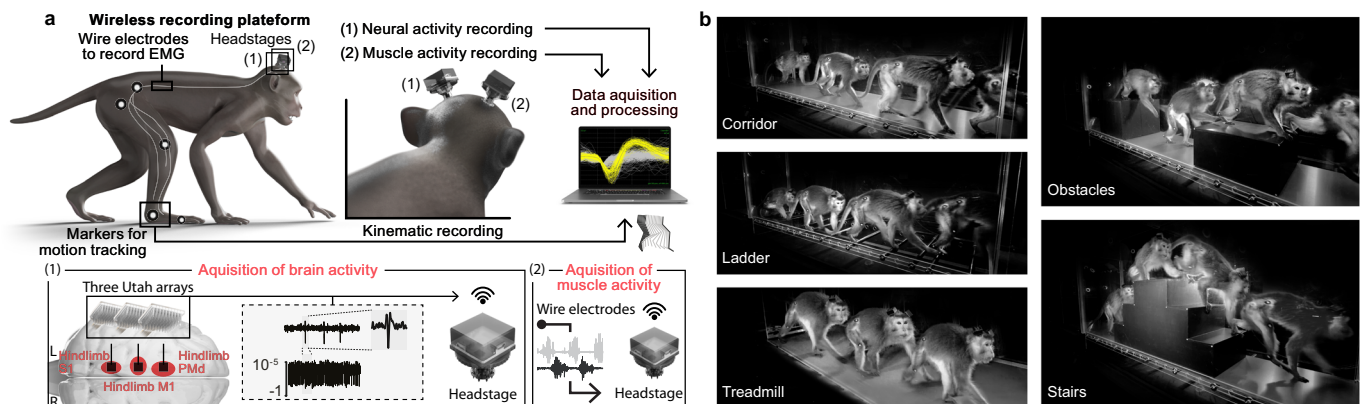 a
Wireless recording plateform
Wire electrodes
to record EMG
Headstages
(2)
(1)
(1) Neural activity recording
(2) Muscle activity recording
(1)
(2)
Data aquisition
and processing
Kinematic recording
Markers for
motion tracking
(1)
Aquisition of brain activity
Three Utah arrays
L
R
Hindlimb
S1
Hindlimb M1
Hindlimb
PMd
10-5
-1
Headstage
(2)
Aquisition of
muscle activity
Wire electrodes
Headstage
b
Corridor
Ladder
Treadmill
Obstacles
Stairs